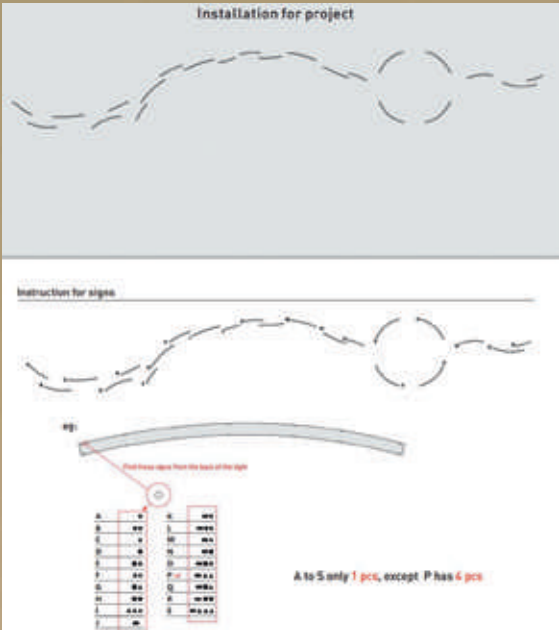 Installation for project
Instruction for signs
eg:
Find these signs from the back of the light
A
B
C
D
E
F
G
H
I
J
K
L
M
N
O
P
Q
R
S
A to S only 1 pcs, except P has 4 pcs